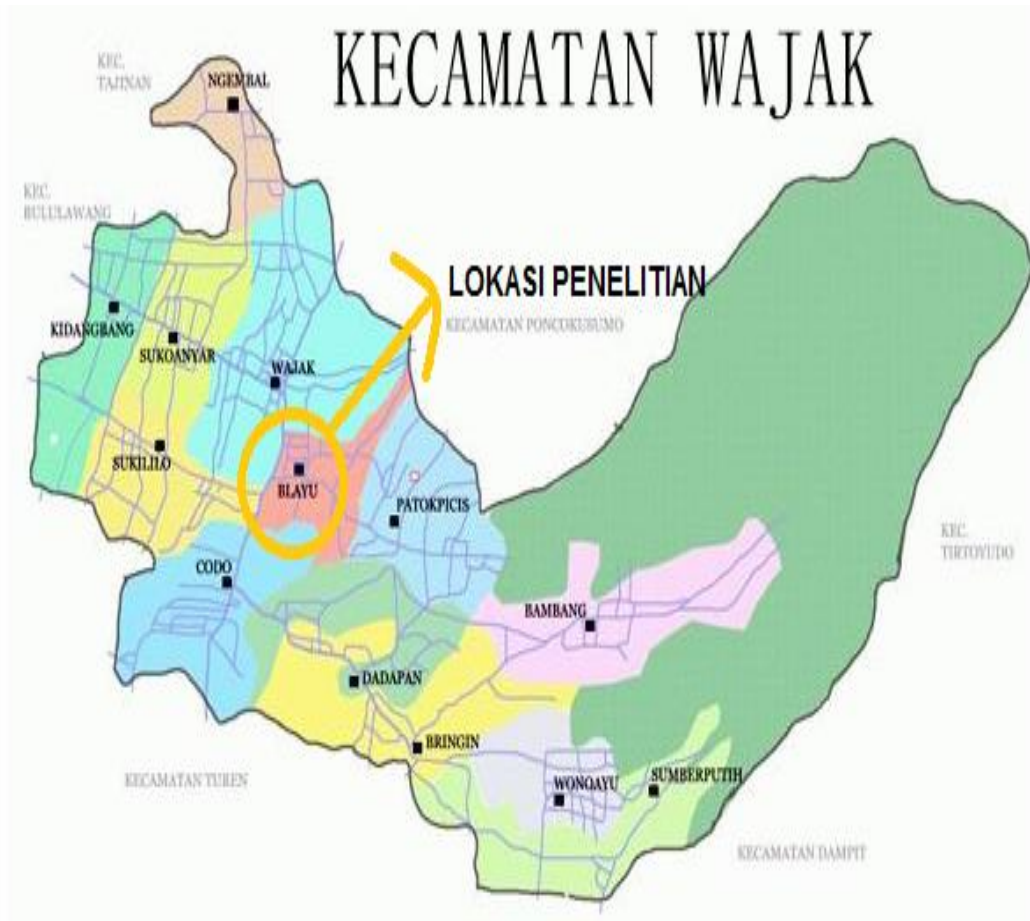 KECAMATAN WAJAK
KEC.
TAJINAN
NGEMBAL
KEC.
BULULAWANG
LOKASI PENELITIAN
KECAMATAN PONCOKUSUMO
KIDANGBANG
SUKOANYAR
WAJAK
SUKILILO
BLAYU
PATOKPICIS
KEC.
TIRTOYUDO
CODO
BAMBANG
DADAPAN
BRINGIN
KECAMATAN TUREN
WONOAYU
SUMBERPUTIH
KECAMATAN DAMPIT